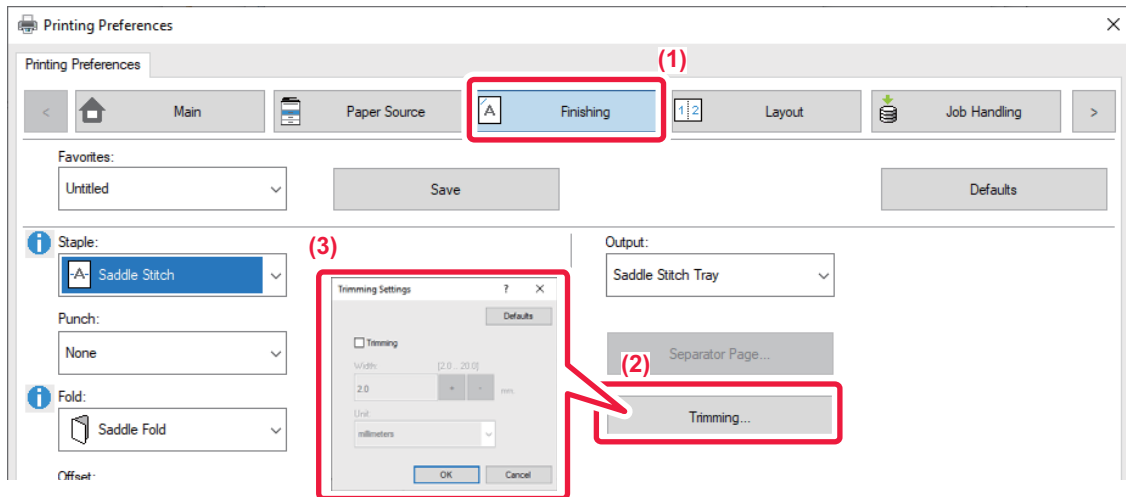 Printing Preferences
Printing Preferences
(1)
< Main Paper Source A Finishing 1 2 Layout Job Handling >
Favorites:
Untitled Save Defaults
Staple:
-A- Saddle Stitch
Punch:
None
Fold:
Saddle Fold
Offset:
(3)
Trimming Settings ? ×
Defaults
Trimming
Width: [2.0 .. 20.0]
2.0 + - mm.
Unit
millimeters
OK Cancel
Output:
Saddle Stitch Tray
Separator Page...
(2)
Trimming...